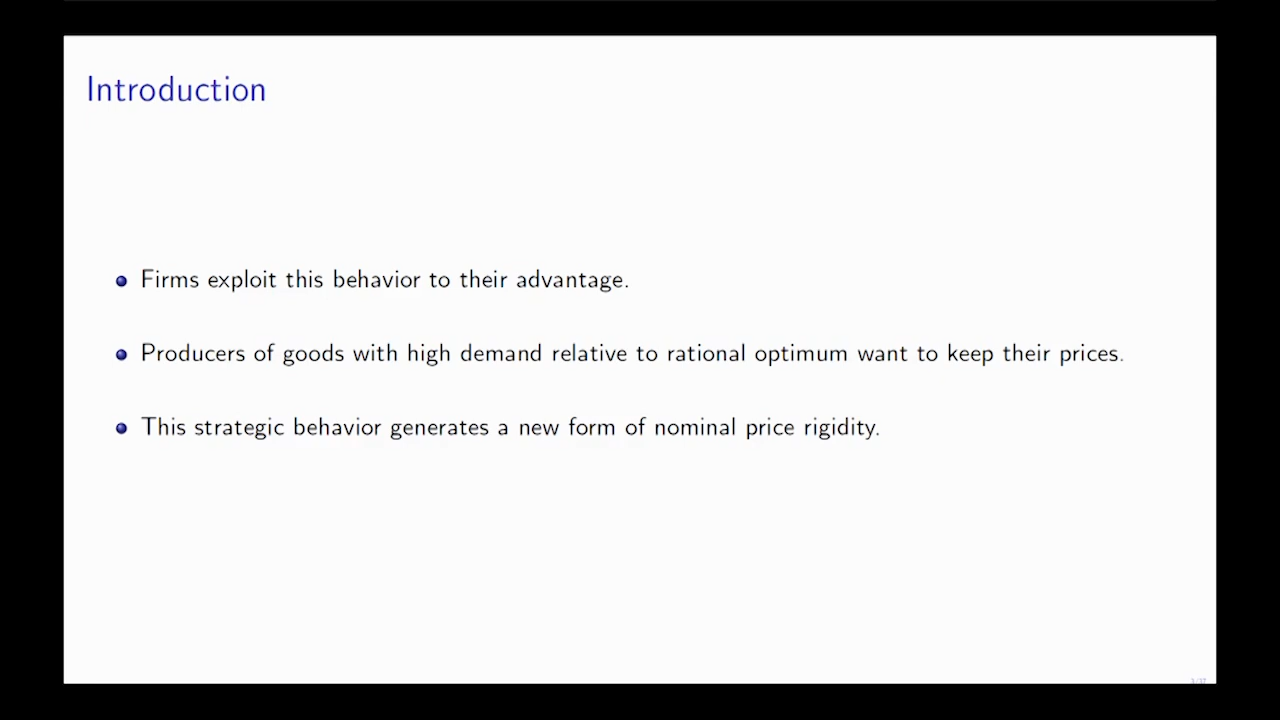 Introduction
Firms exploit this behavior to their advantage.
Producers of goods with high demand relative to rational optimum want to keep their prices.
This strategic behavior generates a new form of nominal price rigidity.